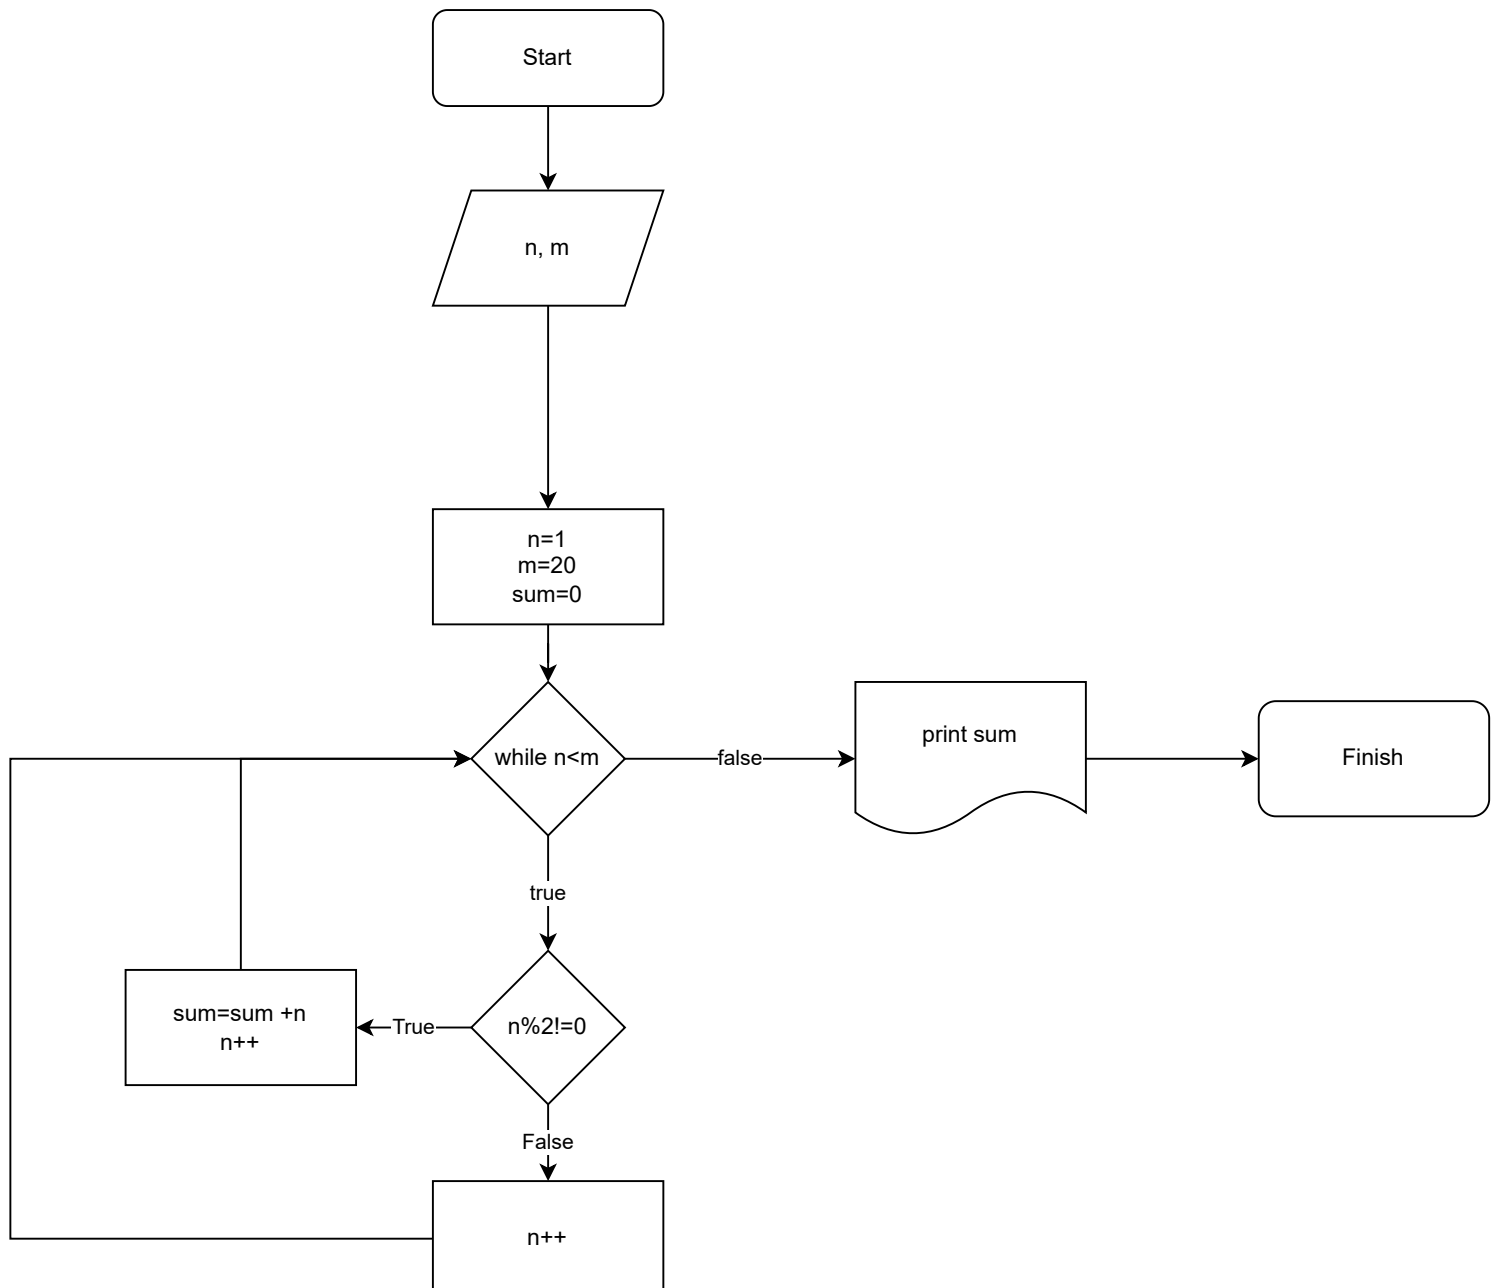 Start
n, m
n=1
m=20
sum=0
while n<m
false
print sum
Finish
true
n%2!=0
True
sum=sum +n
n++
False
n++